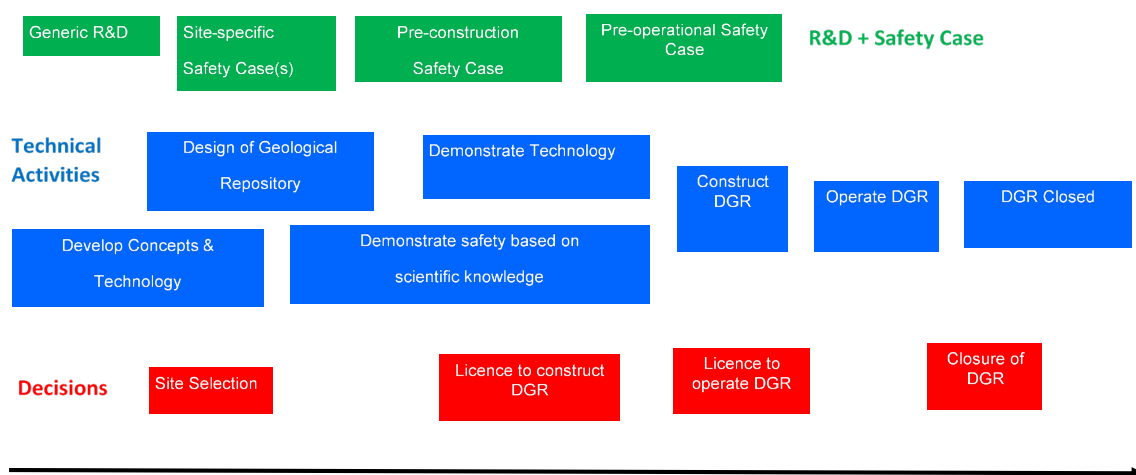 Generic R&D
Site-specific
Safety Case(s)
Pre-construction
Safety Case
Pre-operational Safety
Case
R&D + Safety Case
Technical
Activities
Design of Geological
Repository
Demonstrate Technology
Construct
DGR
Operate DGR
DGR Closed
Develop Concepts &
Technology
Demonstrate safety based on
scientific knowledge
Decisions
Site Selection
Licence to construct
DGR
Licence to
operate DGR
Closure of
DGR